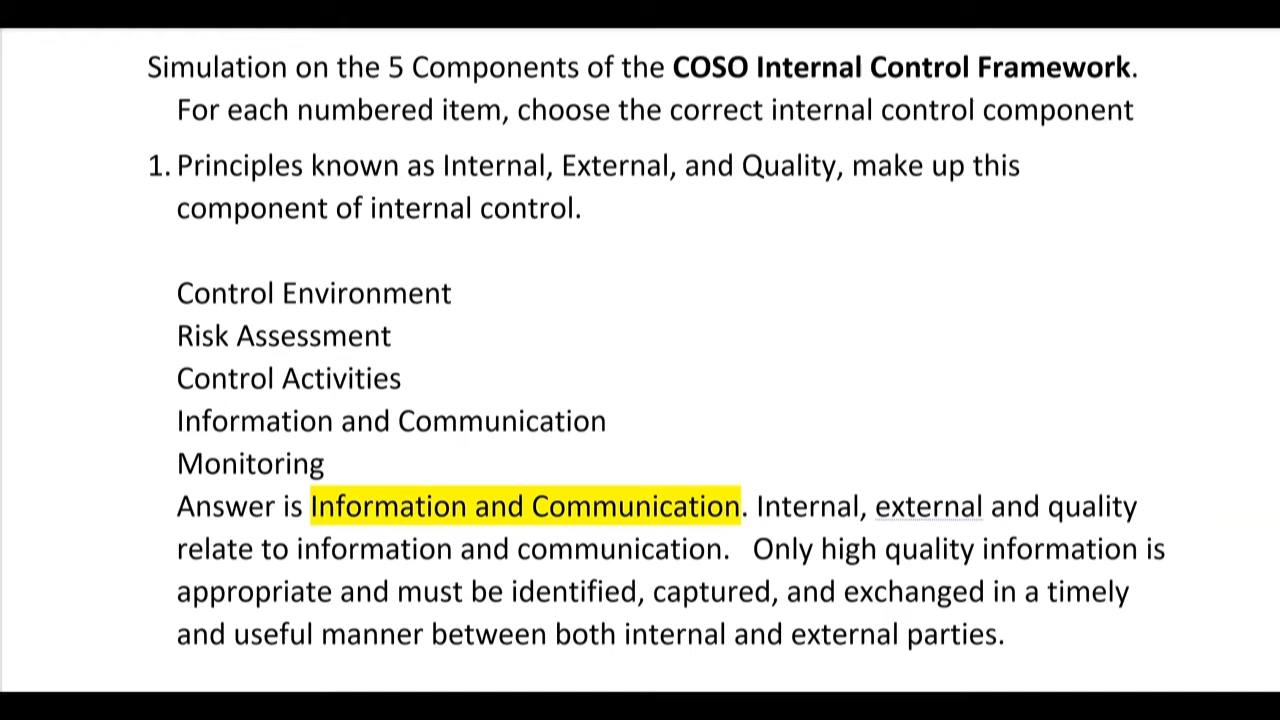 Simulation on the 5 Components of the COSO Internal Control Framework.
For each numbered item, choose the correct internal control component
1. Principles known as Internal, External, and Quality, make up this
component of internal control.
Control Environment
Risk Assessment
Control Activities
Information and Communication
Monitoring
Answer is Information and Communication. Internal, external and quality
relate to information and communication. Only high quality information is
appropriate and must be identified, captured, and exchanged in a timely
and useful manner between both internal and external parties.